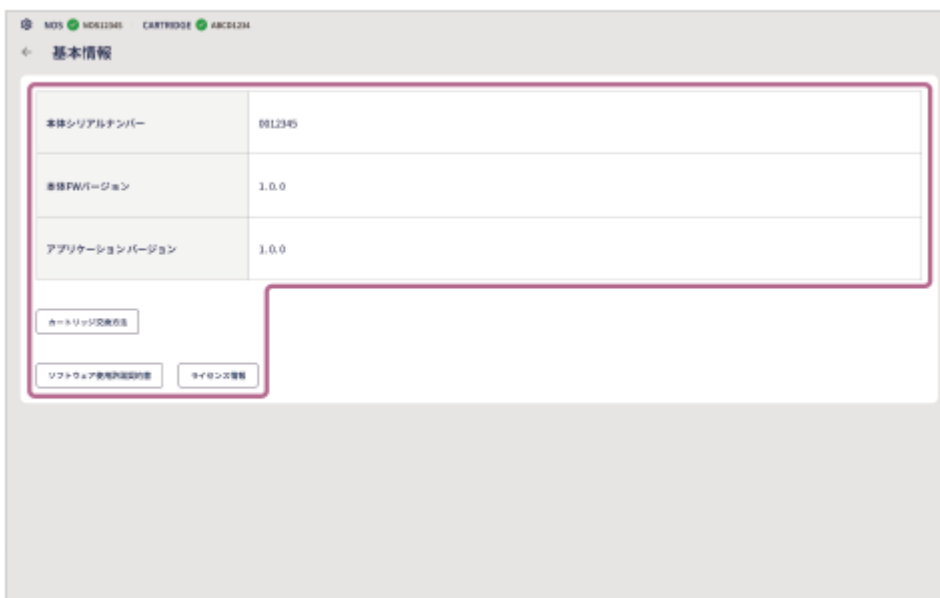 NOS NOS12345 CARTRIDGE ABCD1234
← 基本情報
本体シリアルナンバー 0012345
本体FWバージョン 1.0.0
アプリケーションバージョン 1.0.0
カートリッジ交換方法
ソフトウェア使用許諾契約書 ライセンス情報